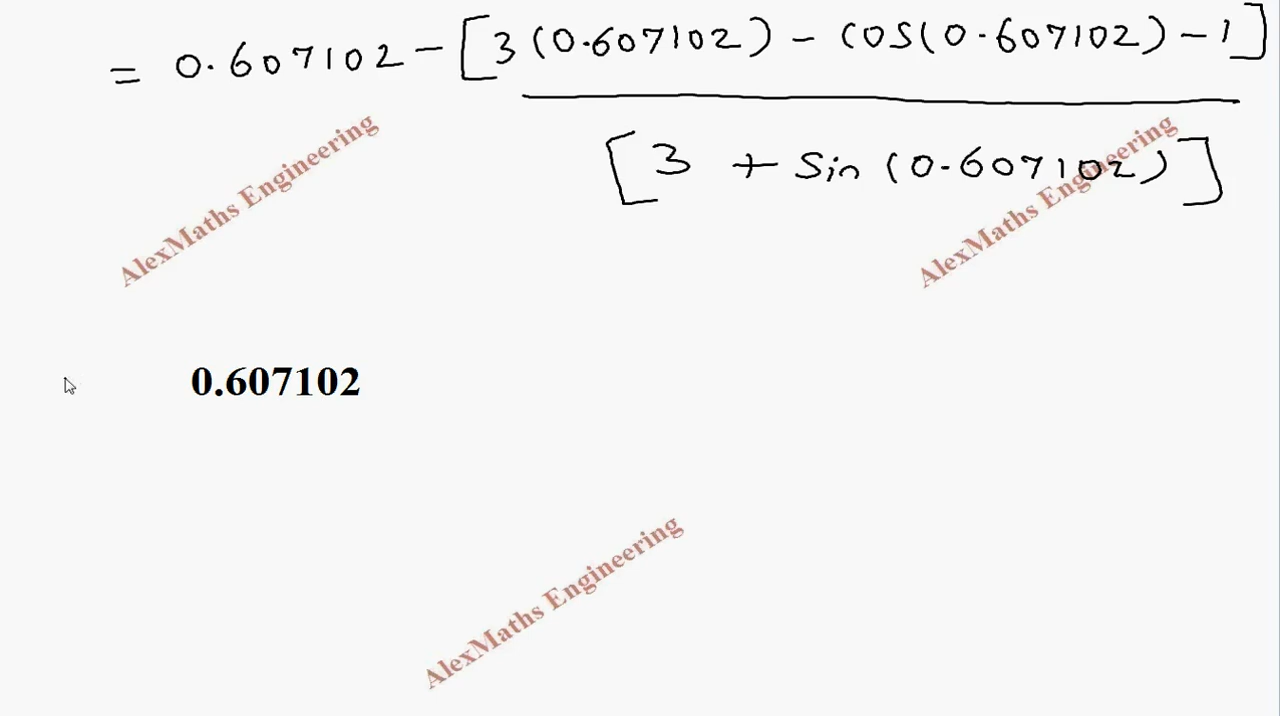 = 0.607102 - [3(0.607102) - cos(0.607102) - 1]
[3 + Sin (0.607102)]
AlexMaths Engineering
AlexMaths Engineering
0.607102
AlexMaths Engineering